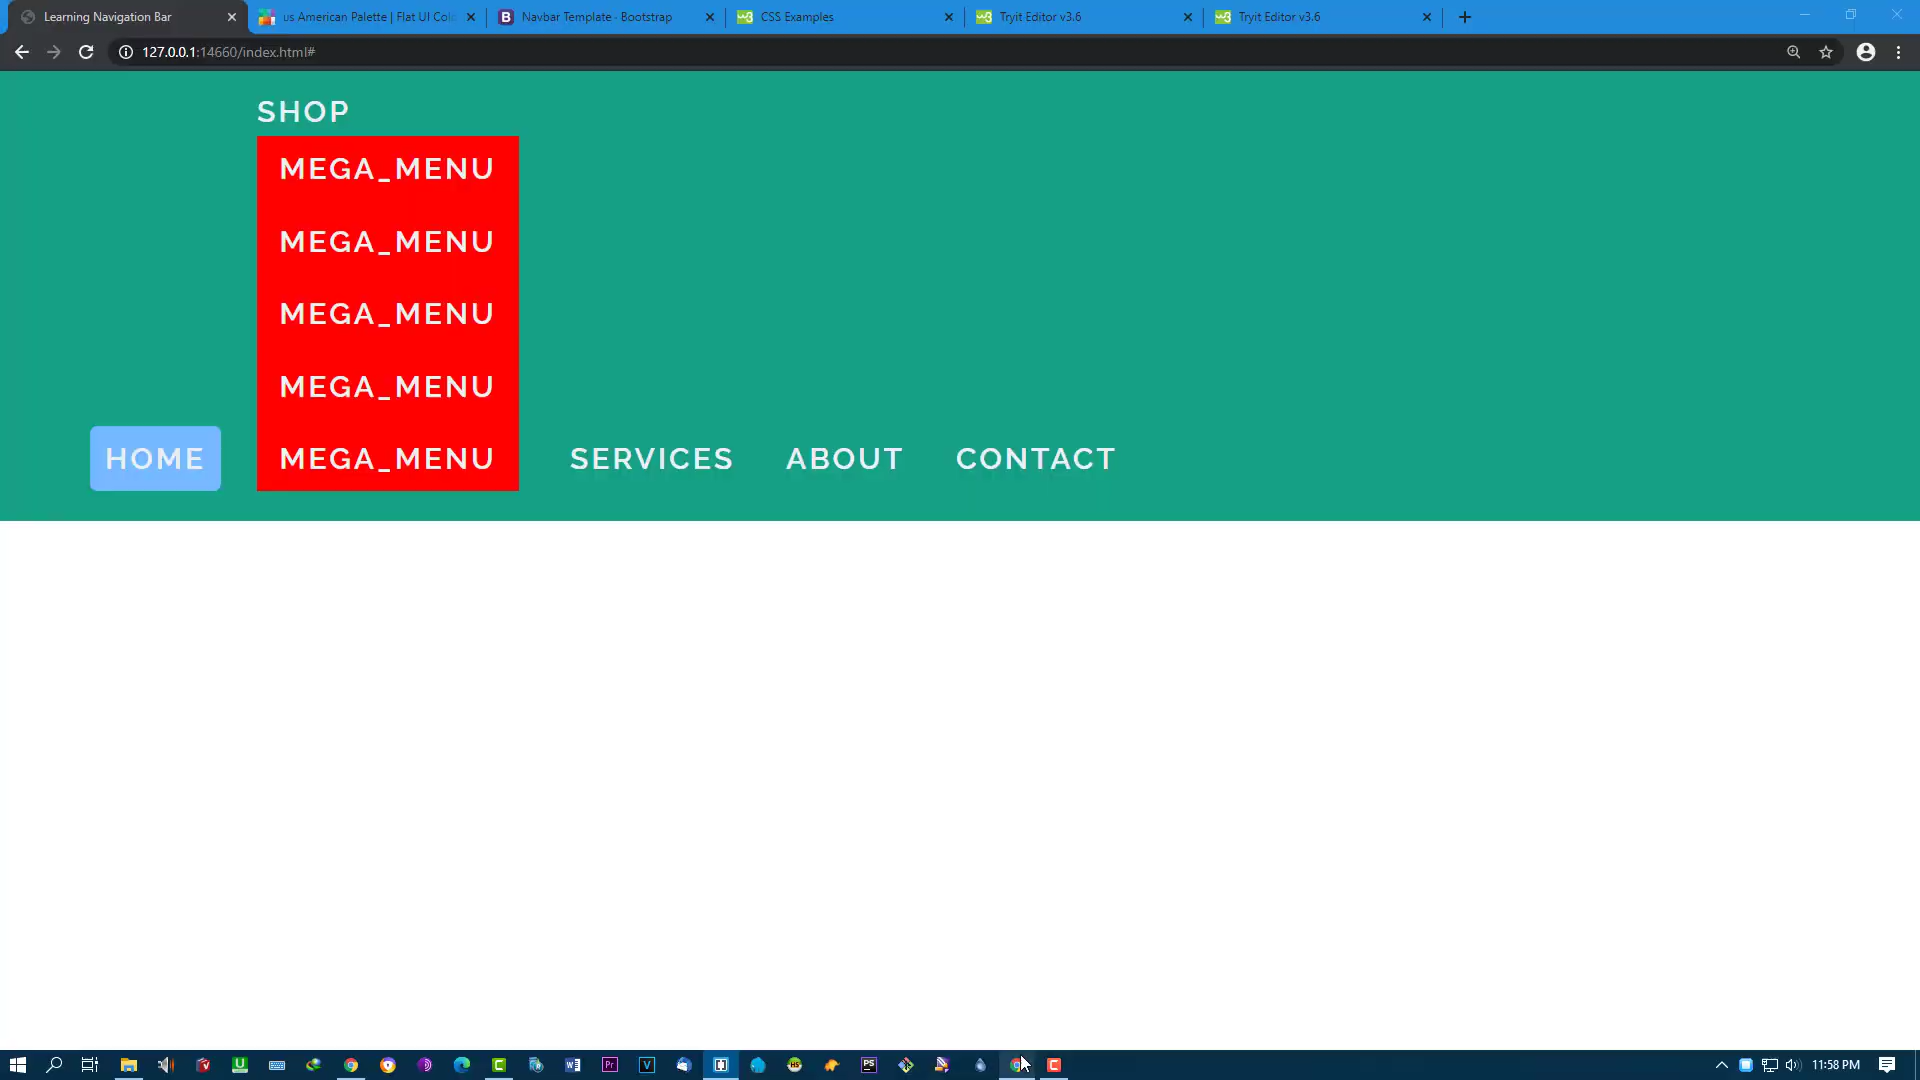 Learning Navigation Bar
us American Palette | Flat UI Col
Navbar Template · Bootstrap
CSS Examples
Tryit Editor v3.6
Tryit Editor v3.6
127.0.0.1:14660/index.html#
SHOP
MEGA_MENU
MEGA_MENU
MEGA_MENU
MEGA_MENU
HOME MEGA_MENU SERVICES ABOUT CONTACT
11:58 PM